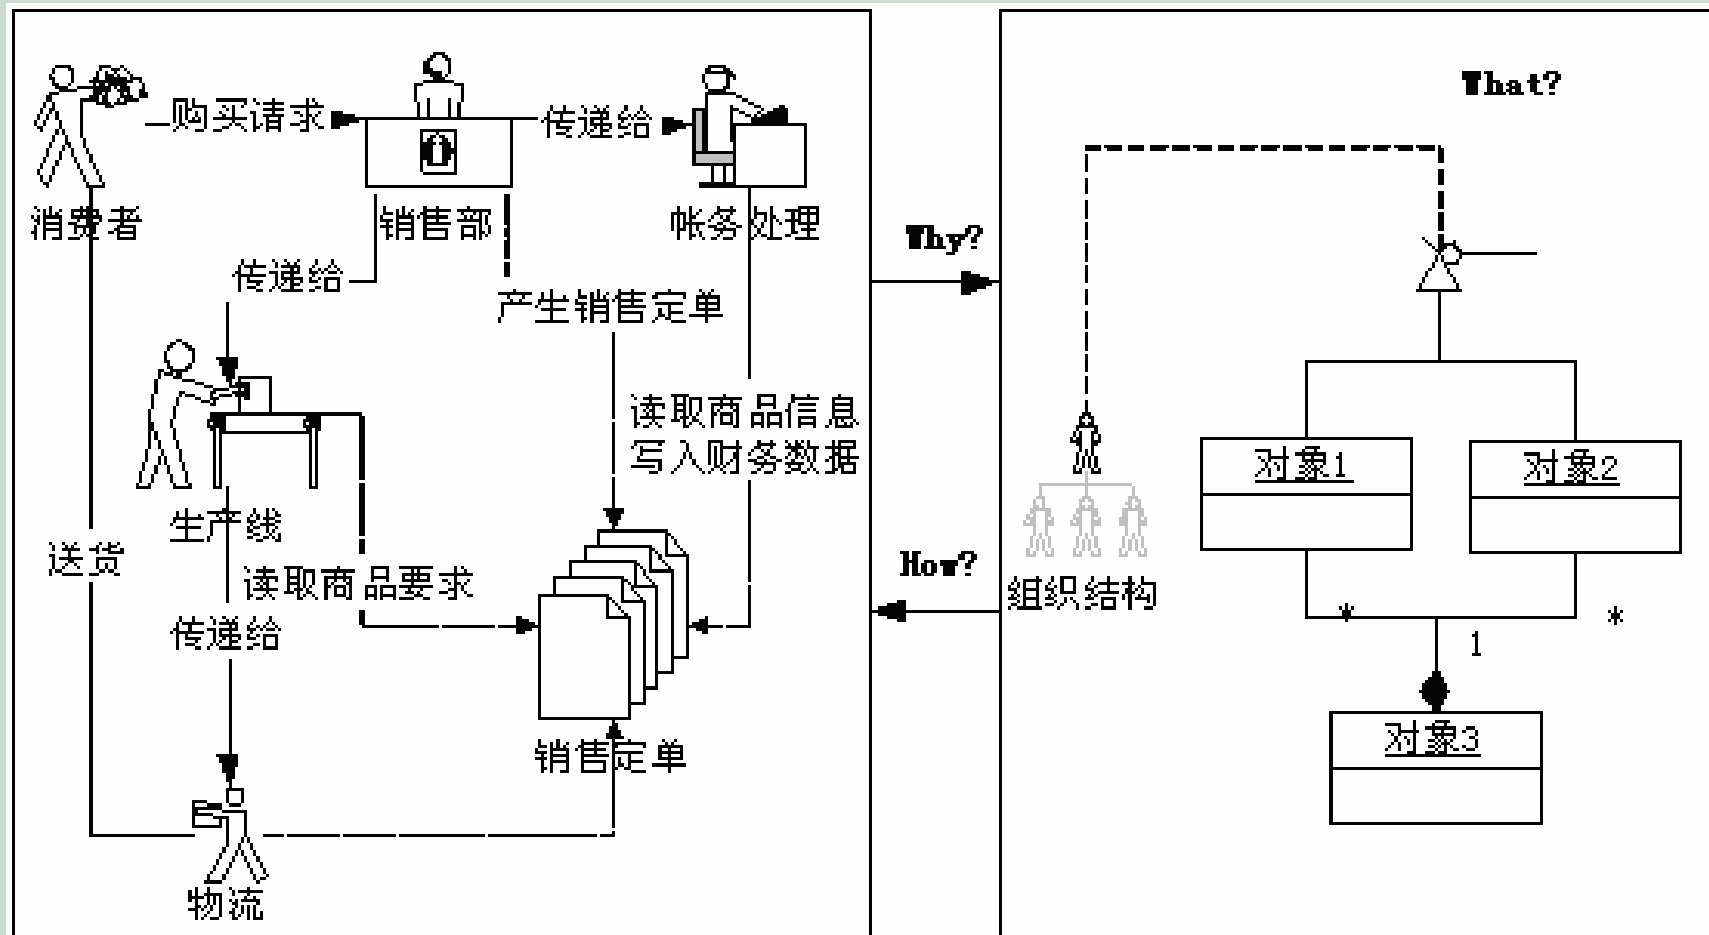 购买请求
传递给
消费者
销售部
帐务处理
传递给
产生销售定单
读取商品信息
写入财务数据
生产线
送货
读取商品要求
传递给
销售定单
物流
Why?
How?
What?
组织结构
对象1
对象2
*
*
1
对象3